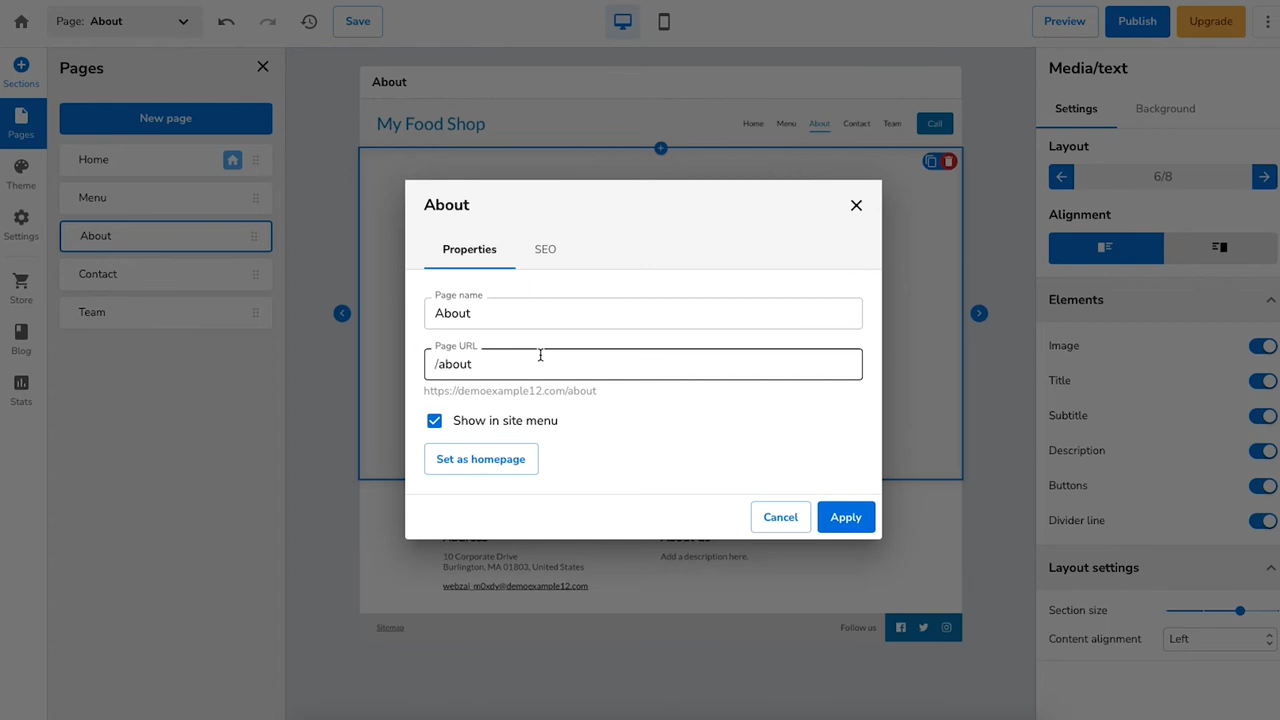 Page: About
Save
Preview
Publish
Upgrade
Sections
Pages
Theme
Settings
Store
Blog
Stats
Pages
New page
Home
Menu
About
Contact
Team
About
My Food Shop
Home Menu About Contact Team Call
About
Properties SEO
Page name
About
Page URL
/about
https://demoexample12.com/about
Show in site menu
Set as homepage
Cancel Apply
10 Corporate Drive
Burlington, MA 01803, United States
webzai_m0xdy@demoexample12.com
Add a description here.
Sitemap
Follow us
Media/text
Settings Background
Layout
6/8
Alignment
Elements
Image
Title
Subtitle
Description
Buttons
Divider line
Layout settings
Section size
Content alignment Left